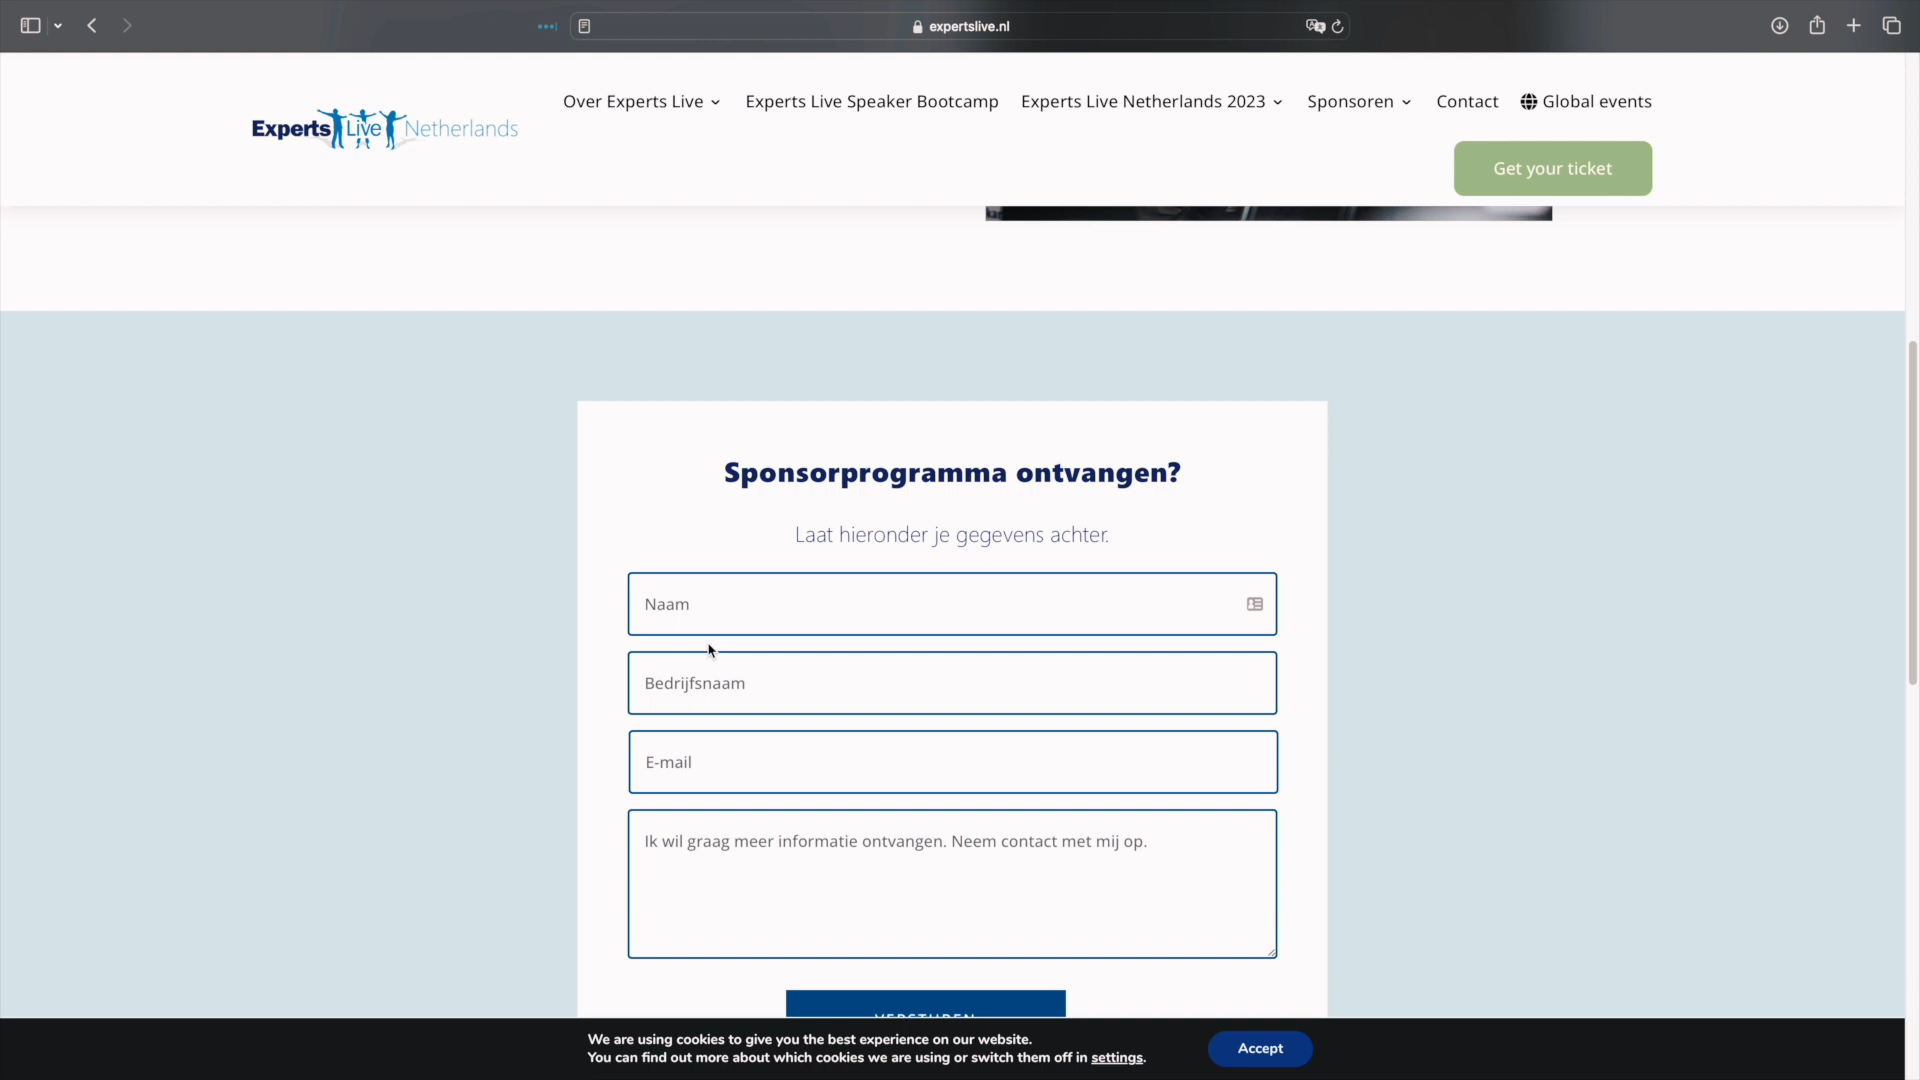 expertslive.nl
Over Experts Live
Experts Live Speaker Bootcamp
Experts Live Netherlands 2023
Sponsoren
Contact
Global events
Experts Live Netherlands
Get your ticket
Sponsorprogramma ontvangen?
Laat hieronder je gegevens achter.
Naam
Bedrijfsnaam
E-mail
Ik wil graag meer informatie ontvangen. Neem contact met mij op.
VERSTUREN
We are using cookies to give you the best experience on our website.
You can find out more about which cookies we are using or switch them off in settings.
Accept